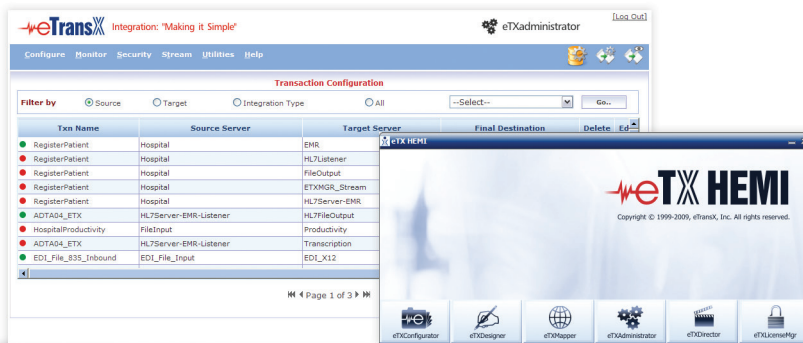 eTransX Integration: "Making it Simple" eTXadministrator [Log Out]
Configure Monitor Security Stream Utilities Help
Transaction Configuration
Filter by Source Target Integration Type All --Select-- Go..
Txn Name Source Server Target Server Final Destination Delete Ed
RegisterPatient Hospital EMR
RegisterPatient Hospital HL7Listener
RegisterPatient Hospital FileOutput
RegisterPatient Hospital ETXMGR_Stream
RegisterPatient Hospital HL7Server-EMR
ADTA04_ETX HL7Server-EMR-Listener HL7FileOutput
HospitalProductivity FileInput Productivity
ADTA04_ETX HL7Server-EMR-Listener Transcription
EDI_File_835_Inbound EDI_File_Input EDI_X12
Page 1 of 3
eTX HEMI
eTX HEMI
Copyright © 1999-2009, eTransX, Inc. All rights reserved.
eTXConfigurator eTXDesigner eTXMapper eTXAdministrator eTXDirector eTXLicenseMgr